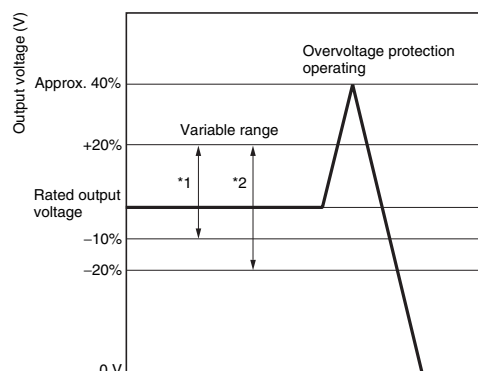 Output voltage (V)
Overvoltage protection
operating
Approx. 40%
+20%
Variable range
*1
*2
Rated output
voltage
−10%
−20%
0 V